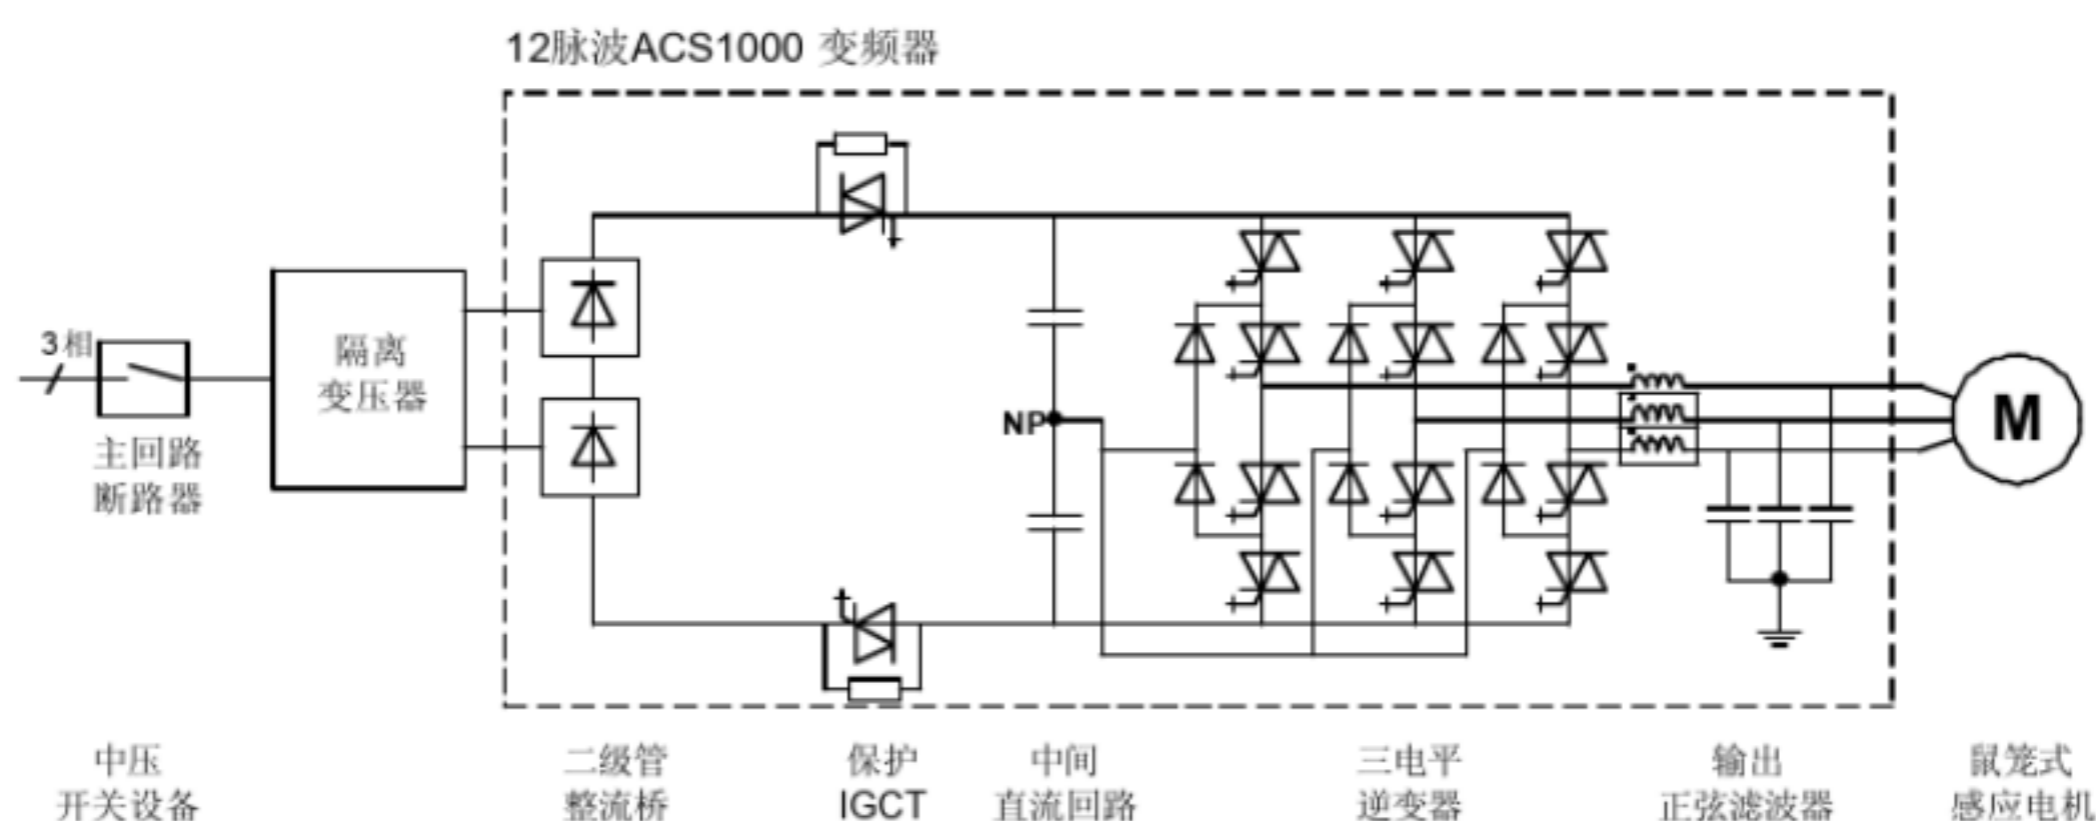 12脉波ACS1000 变频器
3相
隔离
变压器
主回路
断路器
NP
M
中压
开关设备
二级管
整流桥
保护
IGCT
中间
直流回路
三电平
逆变器
输出
正弦滤波器
鼠笼式
感应电机